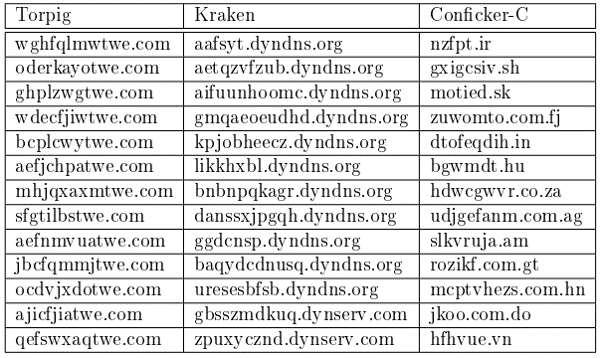 Torpig Kraken Conficker-C
wghfqlmwtwe.com aafsyt.dyndns.org nzfpt.ir
oderkayotwe.com aetqzvfzub.dyndns.org gxigcsiv.sh
ghplzwgtwe.com aifuunhoomc.dyndns.org motied.sk
wdecfjiwtwe.com gmqaeoeudhd.dyndns.org zuwomto.com.fj
bcplcwytwe.com kpjobheecz.dyndns.org dtofeqdih.in
aefjchpatwe.com likkhxbl.dyndns.org bgwmdt.hu
mhjqxaxmtwe.com bnbnpqkagr.dyndns.org hdwcgwvr.co.za
sfgtilbstwe.com danssxjpgqh.dyndns.org udjgefanm.com.ag
aefnmvuatwe.com ggdcnsp.dyndns.org slkvruja.am
jbcfqmmjtwe.com baqydcdnusq.dyndns.org rozikf.com.gt
ocdvjxdotwe.com uresesbfsb.dyndns.org mcptvhezs.com.hn
ajicfjiatwe.com gbsszmdkuq.dynserv.com jkoo.com.do
qefswxaqtwe.com zpuxycznd.dynserv.com hfhvue.vn